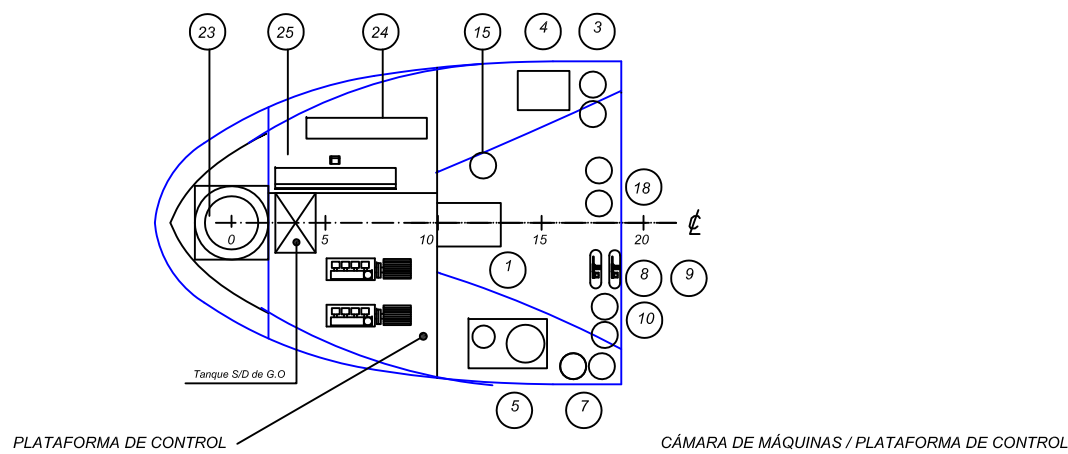 23 25 24 15 4 3
18
℄
0 5 10 15 20
1 8 9
10
Tanque S/D de G.O
5 7
PLATAFORMA DE CONTROL CÁMARA DE MÁQUINAS / PLATAFORMA DE CONTROL